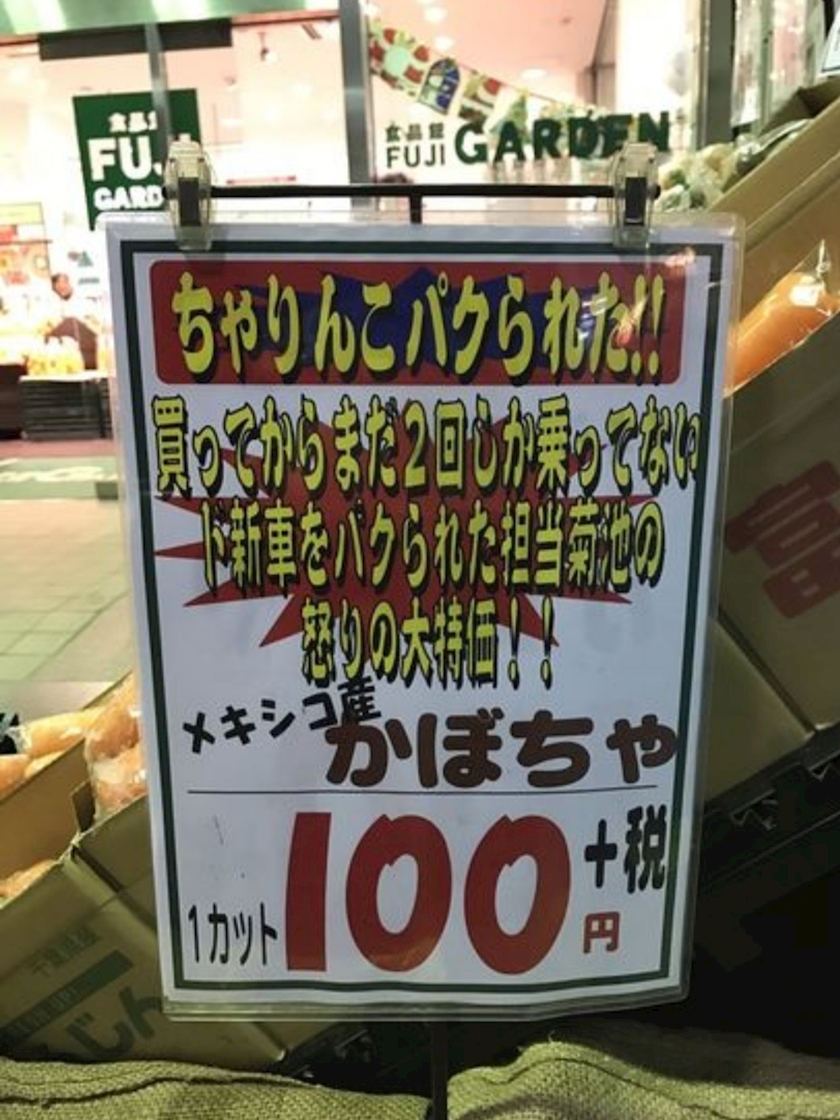 食品館
FUJI
GARDEN
食品館
FUJI GARDEN
ちゃりんこパクられた!!
買ってからまだ2回しか乗ってない
ド新車をパクられた担当菊池の
怒りの大特価！！
メキシコ産
かぼちゃ
1カット100円+税